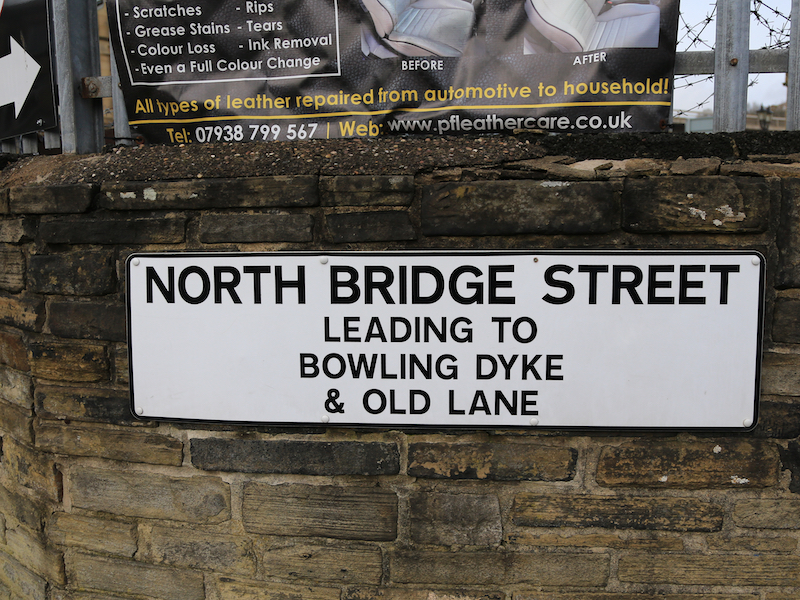 - Scratches - Rips
- Grease Stains - Tears
- Colour Loss - Ink Removal
- Even a Full Colour Change
BEFORE AFTER
All types of leather repaired from automotive to household!
Tel: 07938 799 567 | Web: www.pfleathercare.co.uk
NORTH BRIDGE STREET
LEADING TO
BOWLING DYKE
& OLD LANE